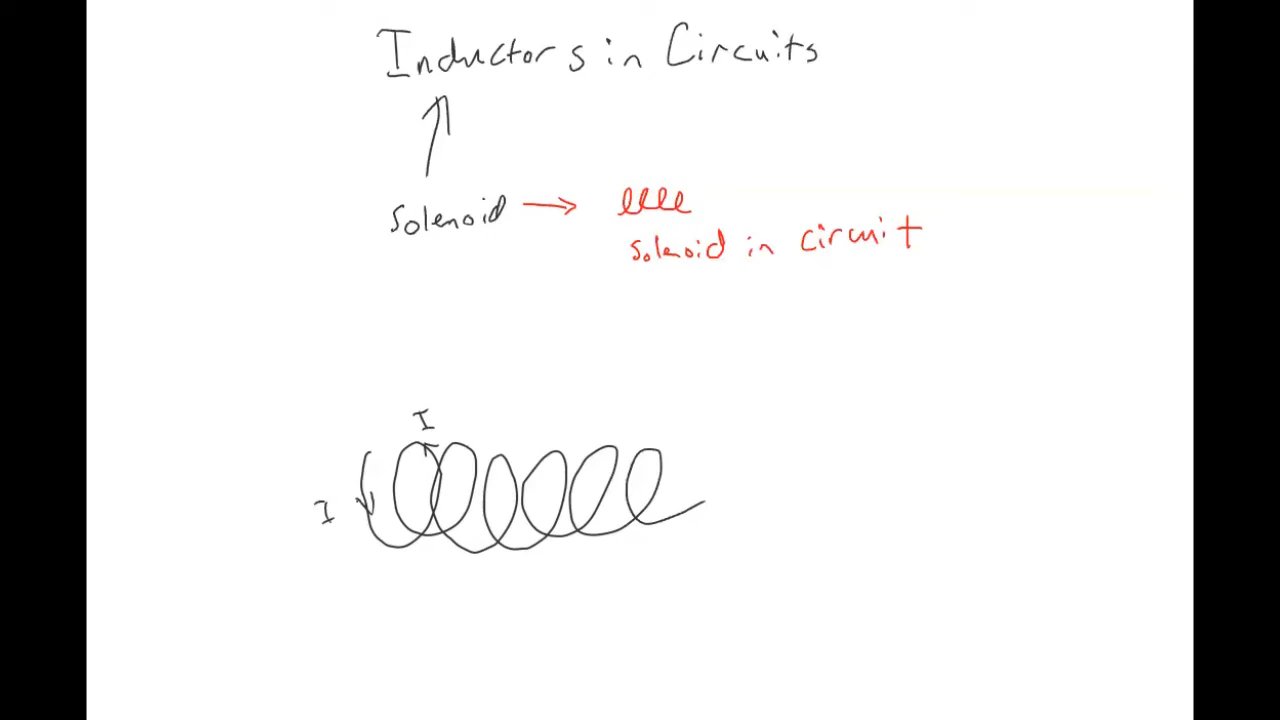 Inductors in Circuits
Solenoid
solenoid in circuit
I
I